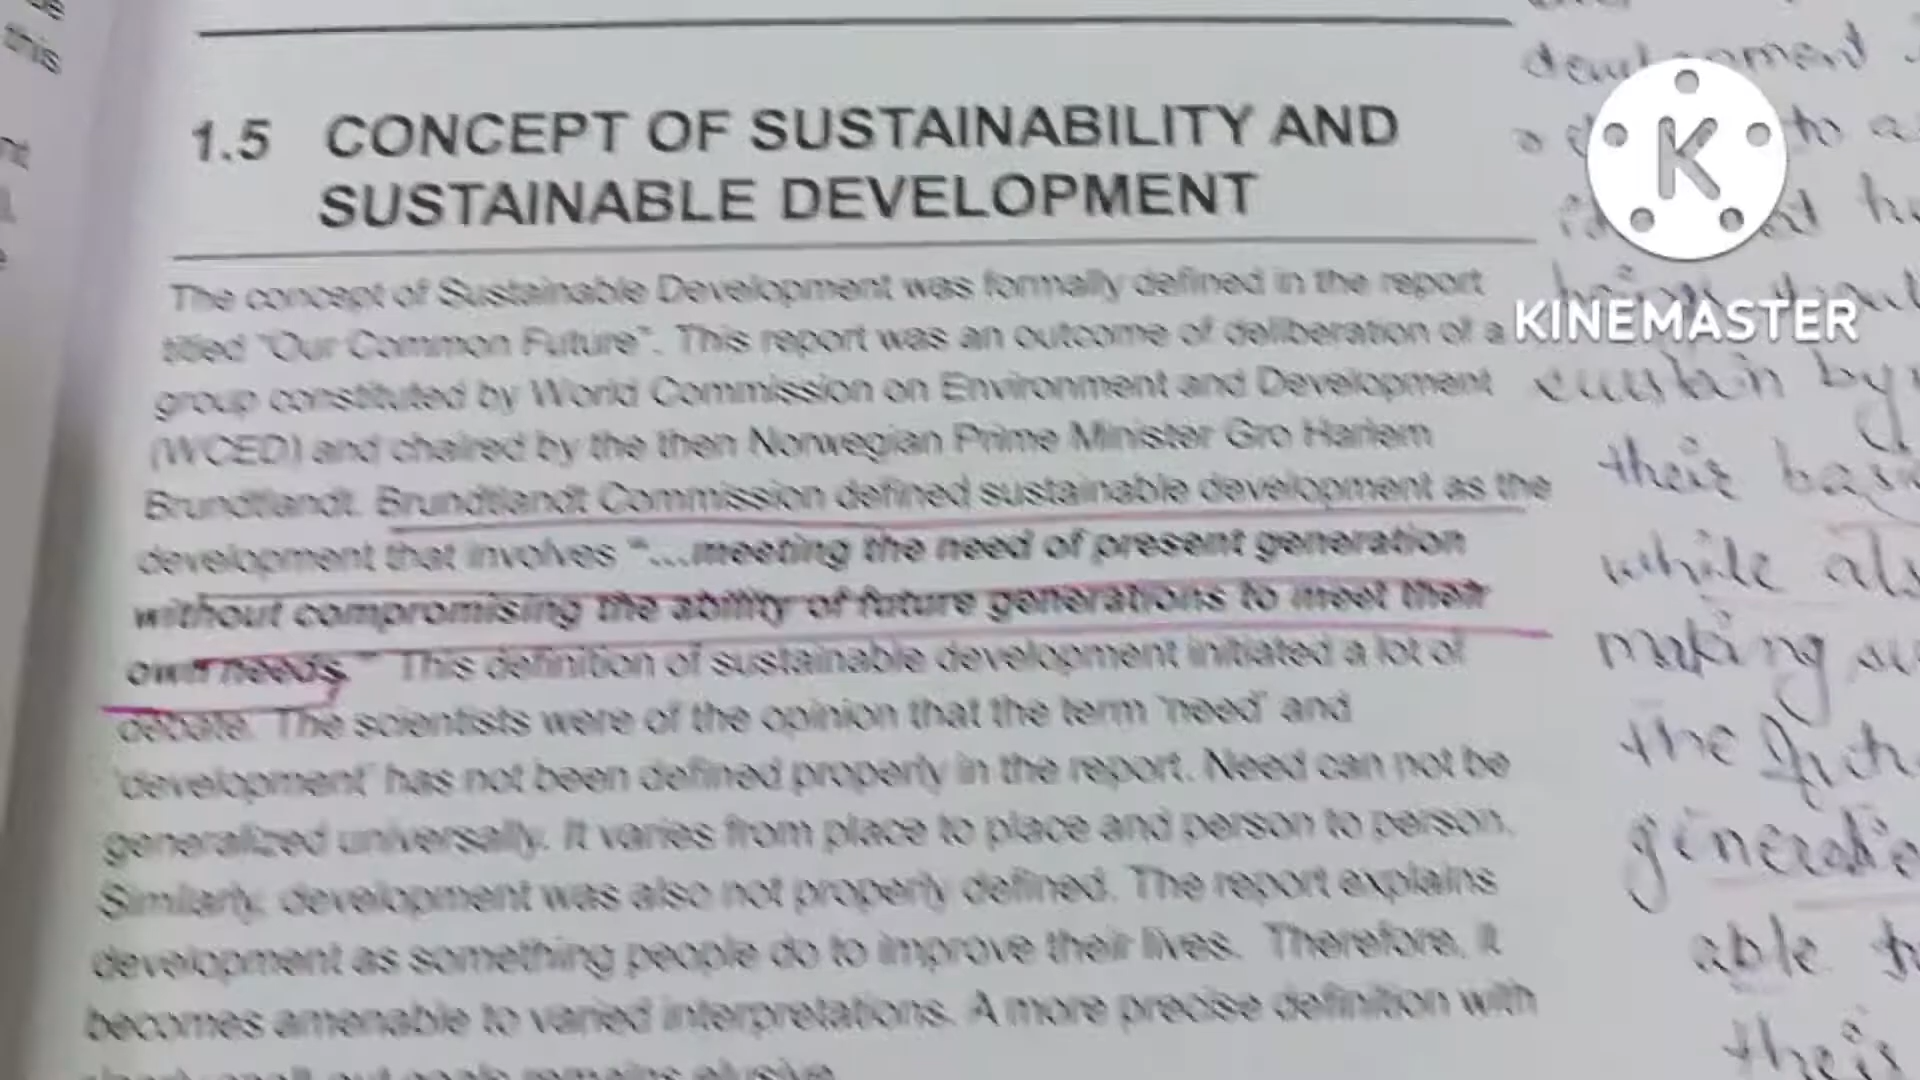 this
1.5 CONCEPT OF SUSTAINABILITY AND
SUSTAINABLE DEVELOPMENT
The concept of Sustainable Development was formally defined in the report
titled "Our Common Future". This report was an outcome of deliberation of a
group constituted by World Commission on Environment and Development
(WCED) and chaired by the then Norwegian Prime Minister Gro Harlem
Brundtlandt. Brundtlandt Commission defined sustainable development as the
development that involves "...meeting the need of present generation
without compromising the ability of future generations to meet their
own needs." This definition of sustainable development initiated a lot of
debate. The scientists were of the opinion that the term 'need' and
'development' has not been defined properly in the report. Need can not be
generalized universally. It varies from place to place and person to person.
Similarly, development was also not properly defined. The report explains
development as something people do to improve their lives. Therefore, it
becomes amenable to varied interpretations. A more precise definition with
remains elusive
K
KINEMASTER
to
by
their
while
making
the
able
their